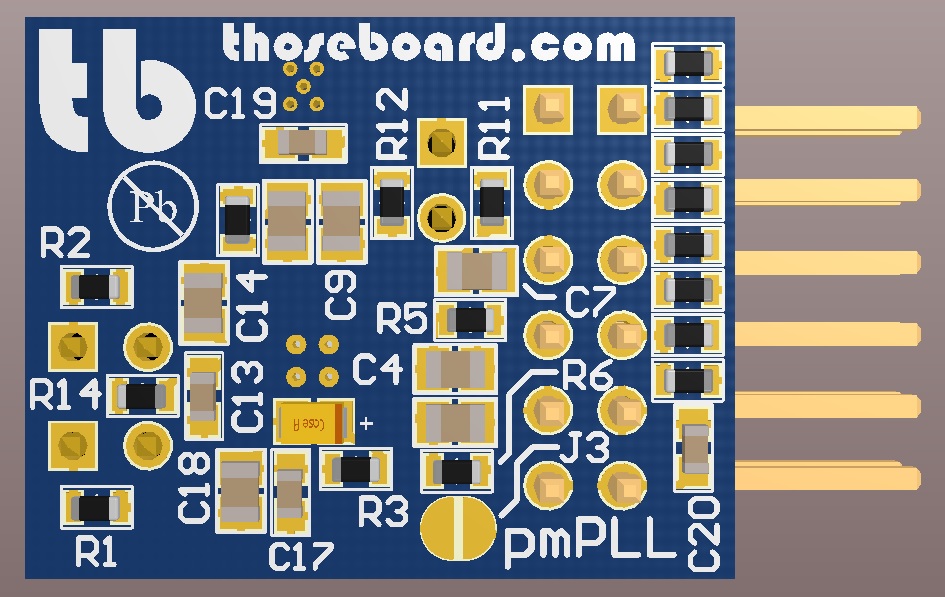 tb
thoseboard.com
C19
R12
R11
Pb
R2
C14
C9
C7
R5
R14
C13
C4
R6
Case A
+
J3
C18
R3
R1
C17
pmPLL
C20